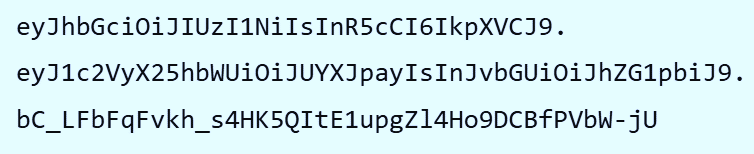 eyJhbGciOiJIUzI1NiIsInR5cCI6IkpXVCJ9.
eyJ1c2VyX25hbWUiOiJUYXJpayIsInJvbGUiOiJhZG1pbiJ9.
bC_LFbFqFvkh_s4HK5QItE1upgZl4Ho9DCBfPVbW-jU